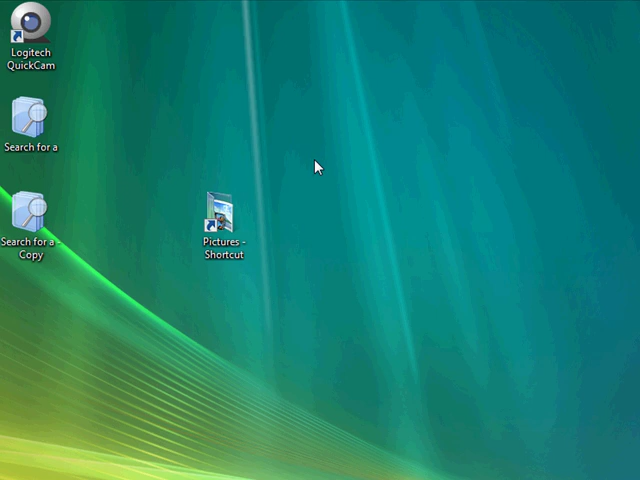 Logitech
QuickCam
Search for a
Search for a -
Copy
Pictures -
Shortcut